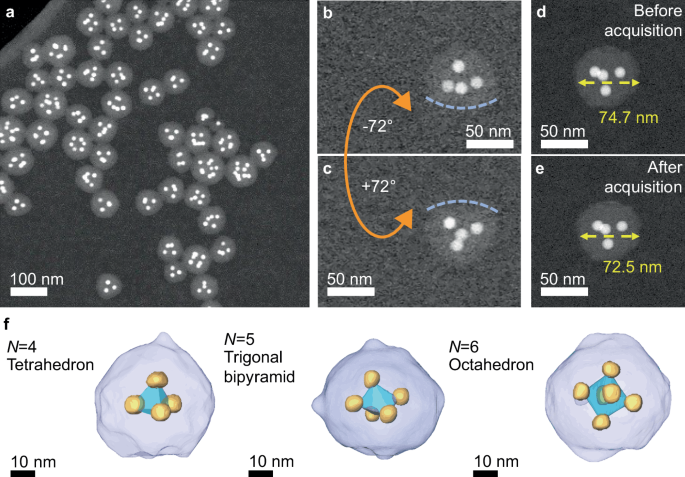 a
100 nm
b
-72°
50 nm
c
+72°
50 nm
d
Before
acquisition
74.7 nm
50 nm
e
After
acquisition
72.5 nm
50 nm
f
N=4
Tetrahedron
10 nm
N=5
Trigonal
bipyramid
10 nm
N=6
Octahedron
10 nm